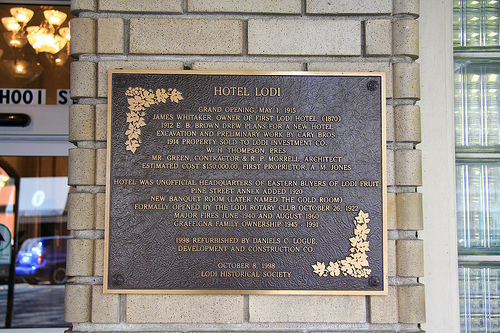 HOO1 S
HOTEL LODI
GRAND OPENING, MAY 1, 1915
JAMES WHITAKER, OWNER OF FIRST LODI HOTEL (1870)
1912 E. B. BROWN DREW PLANS FOR A NEW HOTEL
EXCAVATION AND PRELIMINARY WORK BY CARY BROS.
1914 PROPERTY SOLD TO LODI INVESTMENT CO.
W. H. THOMPSON, PRES.
MR. GREEN, CONTRACTOR & R. P. MORRELL, ARCHITECT
ESTIMATED COST $150,000.00, FIRST PROPRIETOR A. M. JONES
HOTEL WAS UNOFFICIAL HEADQUARTERS OF EASTERN BUYERS OF LODI FRUIT
PINE STREET ANNEX ADDED 1920
NEW BANQUET ROOM (LATER NAMED THE GOLD ROOM)
FORMALLY OPENED BY THE LODI ROTARY CLUB OCTOBER 26, 1922
MAJOR FIRES JUNE 1940 AND AUGUST 1960
GRAFFIGNA FAMILY OWNERSHIP 1945 - 1991
1998 REFURBISHED BY DANIELS C. LOGUE
DEVELOPMENT AND CONSTRUCTION CO.
OCTOBER 8, 1998
LODI HISTORICAL SOCIETY